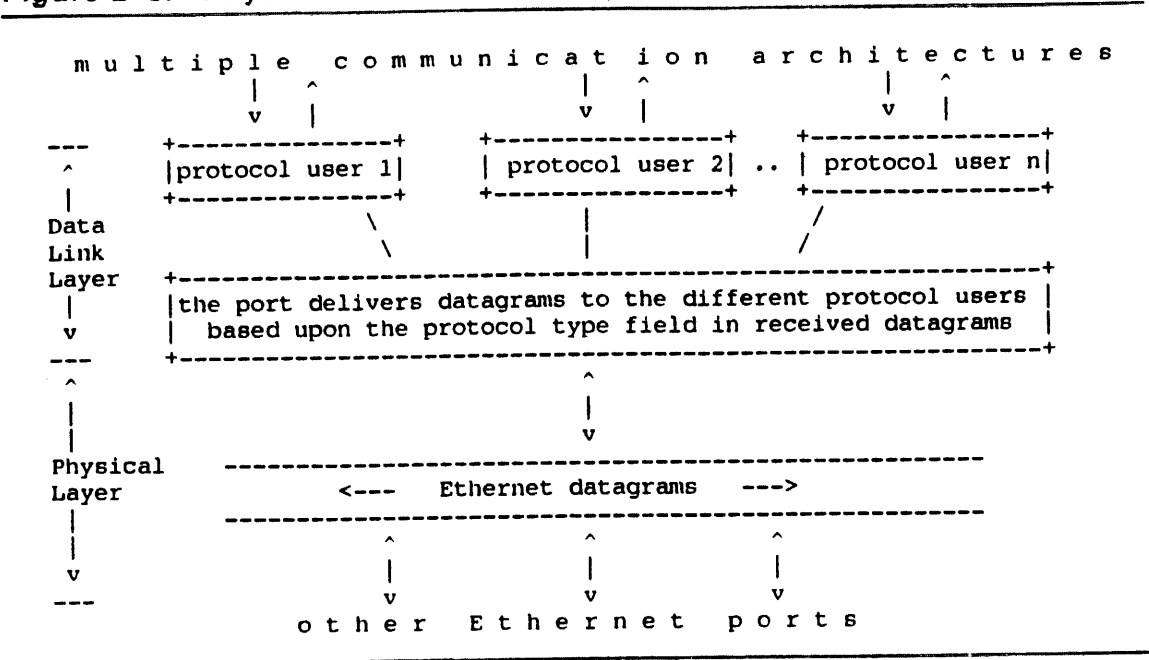 multiple communication architectures
protocol user 1 protocol user 2 .. protocol user n
Data
Link
Layer
the port delivers datagrams to the different protocol users
based upon the protocol type field in received datagrams
Physical
Layer
<--- Ethernet datagrams --->
other Ethernet ports